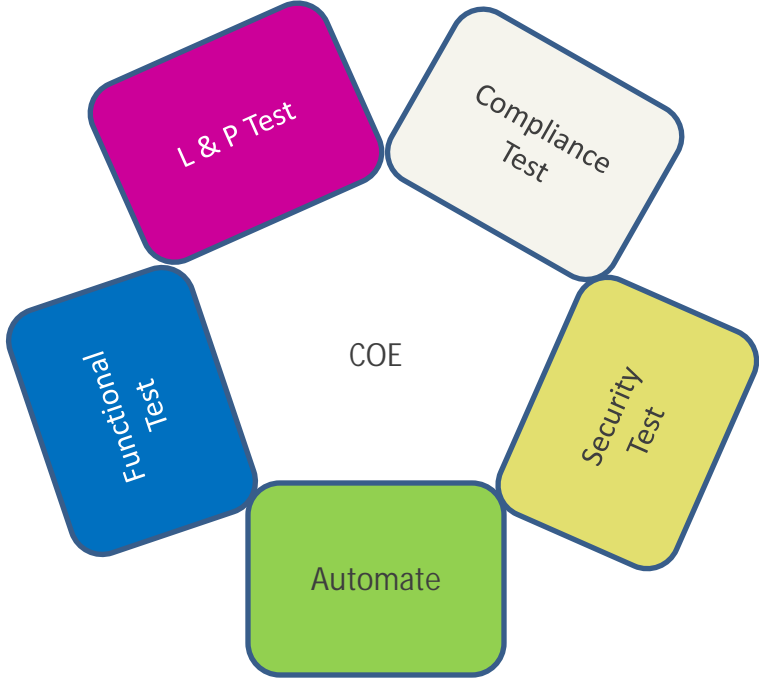 L & P Test
Compliance
Test
COE
Functional
Test
Security
Test
Automate